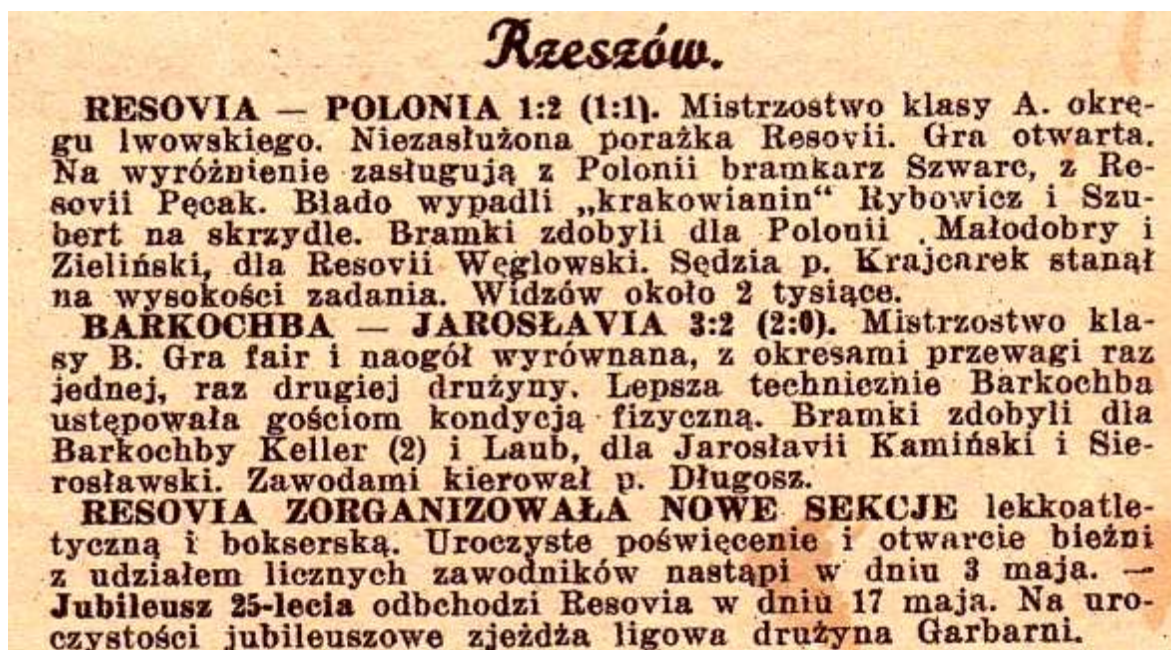 Rzeszów.
RESOVIA — POLONIA 1:2 (1:1). Mistrzostwo klasy A. okrę-
gu lwowskiego. Niezasłużona porażka Resovii. Gra otwarta.
Na wyróżnienie zasługują z Polonii bramkarz Szwarc, z Re-
sovii Pęcak. Blado wypadli „krakowianin“ Rybowicz i Szu-
bert na skrzydle. Bramki zdobyli dla Polonii Małodobry i
Zieliński, dla Resovii Węglowski. Sędzia p. Krajcarek stanął
na wysokości zadania. Widzów około 2 tysiące.
BARKOCHBA — JAROSŁAVIA 3:2 (2:0). Mistrzostwo kla-
sy B. Gra fair i naogół wyrównana, z okresami przewagi raz
jednej, raz drugiej drużyny. Lepsza technicznie Barkochba
ustępowała gościom kondycją fizyczną. Bramki zdobyli dla
Barkochby Keller (2) i Laub, dla Jarosłavii Kamiński i Sie-
rosławski. Zawodami kierował p. Długosz.
RESOVIA ZORGANIZOWAŁA NOWE SEKCJE lekkoatle-
tyczną i bokserską. Uroczyste poświęcenie i otwarcie bieżni
z udziałem licznych zawodników nastąpi w dniu 3 maja. —
Jubileusz 25-lecia odbchodzi Resovia w dniu 17 maja. Na uro-
czystości jubileuszowe zjeżdża ligowa drużyna Garbarni.